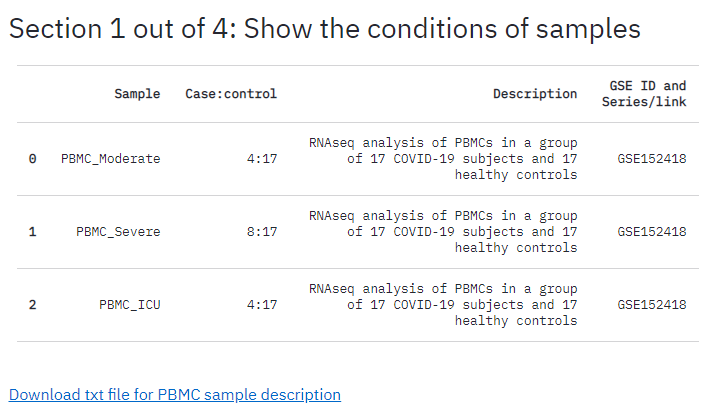 Section 1 out of 4: Show the conditions of samples
Sample Case:control Description GSE ID and Series/link
0 PBMC_Moderate 4:17 RNAseq analysis of PBMCs in a group
of 17 COVID-19 subjects and 17 GSE152418
healthy controls
1 PBMC_Severe 8:17 RNAseq analysis of PBMCs in a group
of 17 COVID-19 subjects and 17 GSE152418
healthy controls
2 PBMC_ICU 4:17 RNAseq analysis of PBMCs in a group
of 17 COVID-19 subjects and 17 GSE152418
healthy controls
Download txt file for PBMC sample description